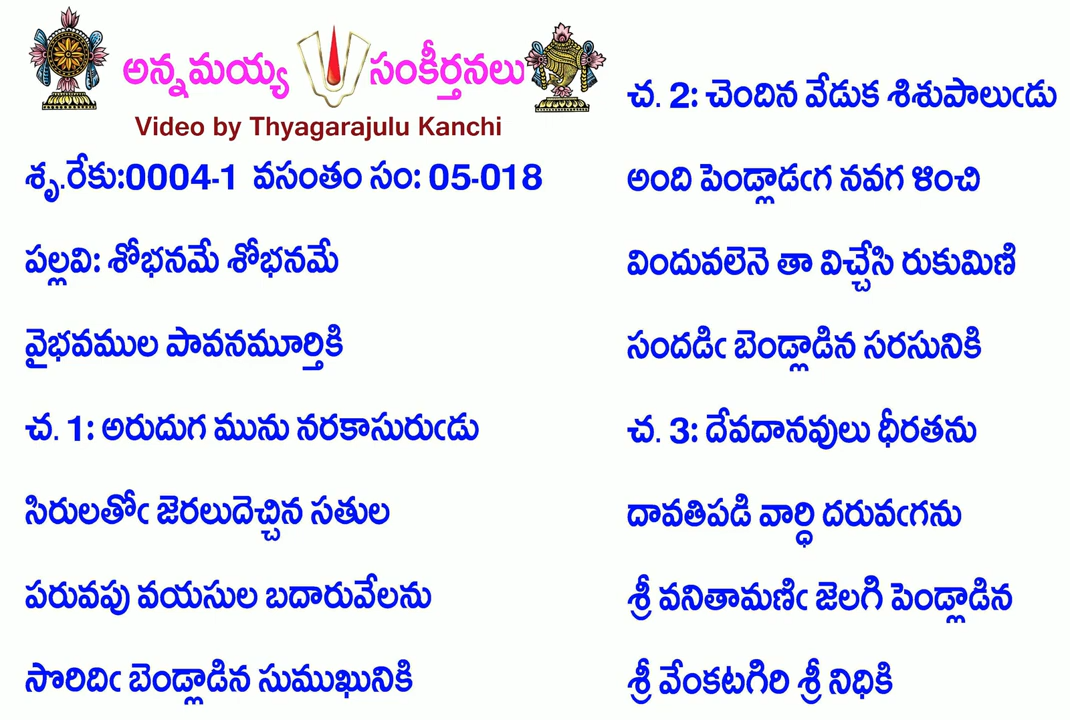 అన్నమయ్య సంకీర్తనలు
Video by Thyagarajulu Kanchi
శృ.రేకు:0004-1 వసంతం సం: 05-018
పల్లవి: శోభనమే శోభనమే
వైభవముల పావనమూర్తికి
చ. 1: అరుదుగ మును నరకాసురుఁడు
సిరులతోఁ జెరలుదెచ్చిన సతుల
పరువపు వయసుల బదారువేలను
సొరిదిఁ బెండ్లాడిన సుముఖునికి
చ. 2: చెందిన వేడుక శిశుపాలుఁడు
అంది పెండ్లాడఁగ నవగ ళించి
విందువలెనె తా విచ్చేసి రుకుమిణి
సందడిఁ బెండ్లాడిన సరసునికి
చ. 3: దేవదానవులు ధీరతను
దావతిపడి వార్ధి దరువఁగను
శ్రీ వనితామణిఁ జెలగి పెండ్లాడిన
శ్రీ వేంకటగిరి శ్రీ నిధికి